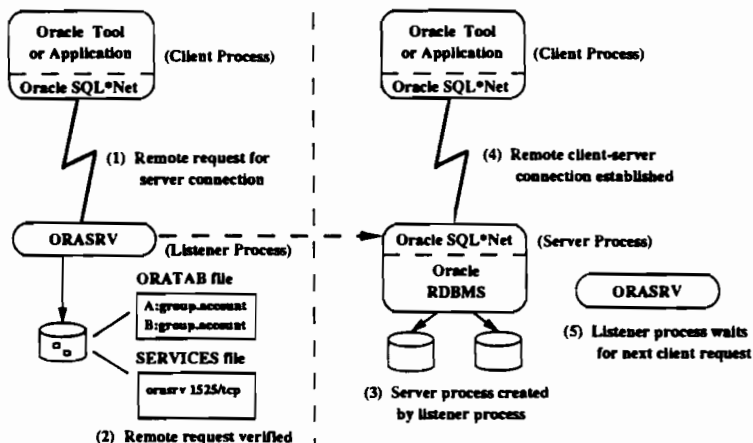 Oracle Tool
or Application
(Client Process)
Oracle SQL*Net
(1) Remote request for
server connection
ORASRV
(Listener Process)
ORATAB file
A:group.account
B:group.account
SERVICES file
orasrv 1525/tcp
(2) Remote request verified
Oracle Tool
or Application
(Client Process)
Oracle SQL*Net
(4) Remote client-server
connection established
Oracle SQL*Net
(Server Process)
Oracle
RDBMS
ORASRV
(5) Listener process waits
for next client request
(3) Server process created
by listener process